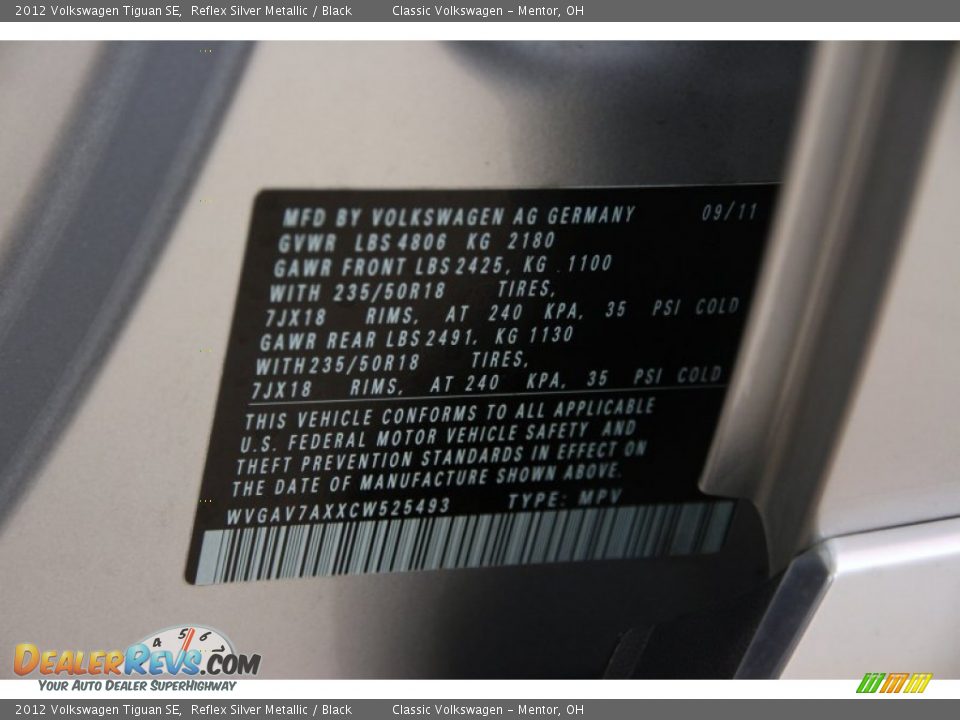 2012 Volkswagen Tiguan SE, Reflex Silver Metallic / Black Classic Volkswagen - Mentor, OH
MFD BY VOLKSWAGEN AG GERMANY 09/11
GVWR LBS 4806 KG 2180
GAWR FRONT LBS 2425, KG 1100
WITH 235/50R18 TIRES,
7JX18 RIMS, AT 240 KPA, 35 PSI COLD
GAWR REAR LBS 2491, KG 1130
WITH 235/50R18 TIRES,
7JX18 RIMS, AT 240 KPA, 35 PSI COLD
THIS VEHICLE CONFORMS TO ALL APPLICABLE
U.S. FEDERAL MOTOR VEHICLE SAFETY AND
THEFT PREVENTION STANDARDS IN EFFECT ON
THE DATE OF MANUFACTURE SHOWN ABOVE.
WVGAV7AXXCW525493 TYPE: MPV
4 5 6 7
DEALERREVS.COM
YOUR AUTO DEALER SUPERHIGHWAY
2012 Volkswagen Tiguan SE, Reflex Silver Metallic / Black Classic Volkswagen - Mentor, OH